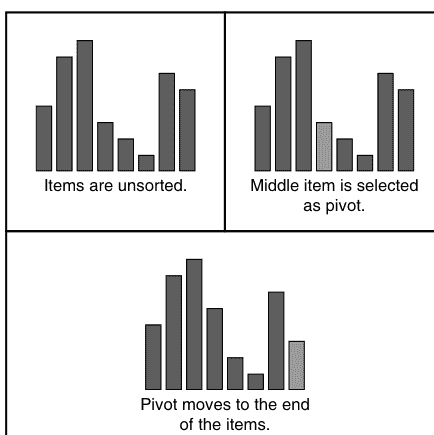 Items are unsorted.
Middle item is selected
as pivot.
Pivot moves to the end
of the items.